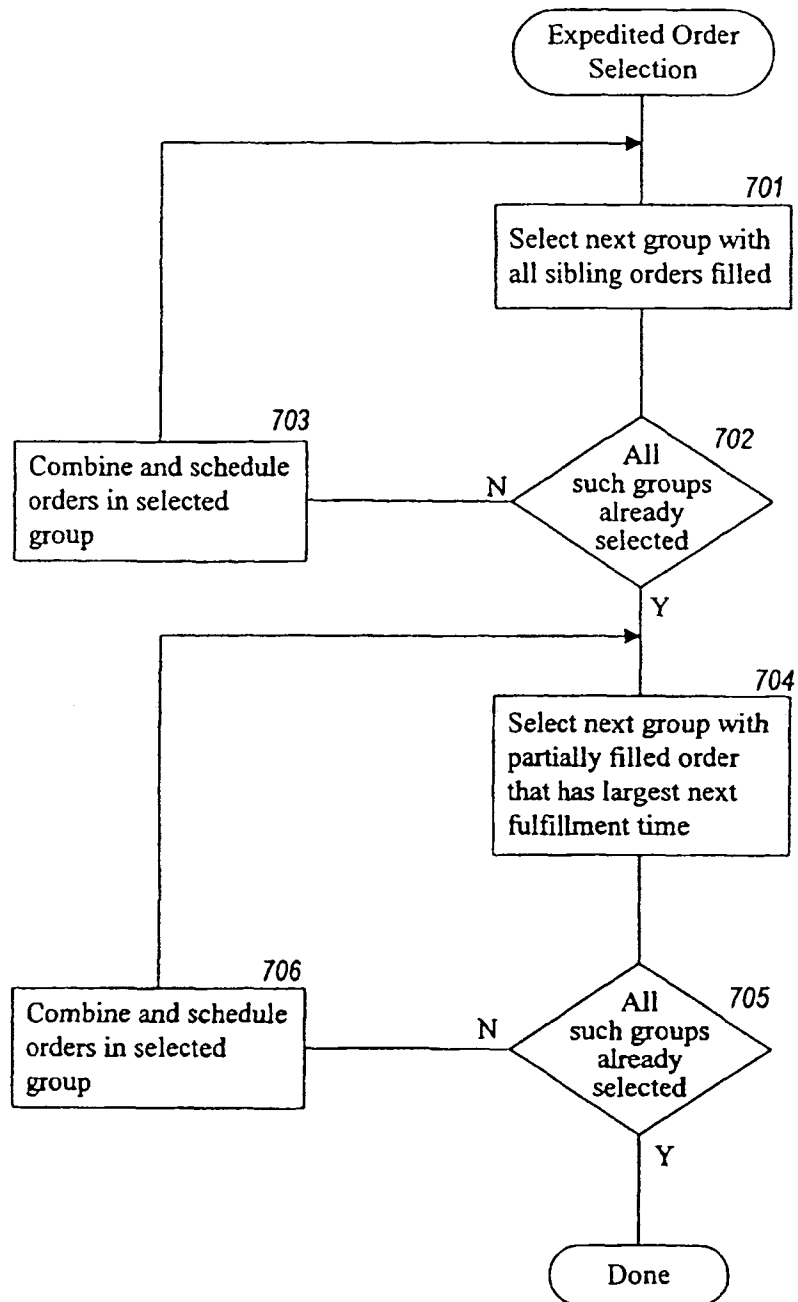 Expedited Order
Selection
701
Select next group with
all sibling orders filled
703
Combine and schedule
orders in selected
group
N
702
All
such groups
already
selected
Y
704
Select next group with
partially filled order
that has largest next
fulfillment time
706
Combine and schedule
orders in selected
group
N
705
All
such groups
already
selected
Y
Done